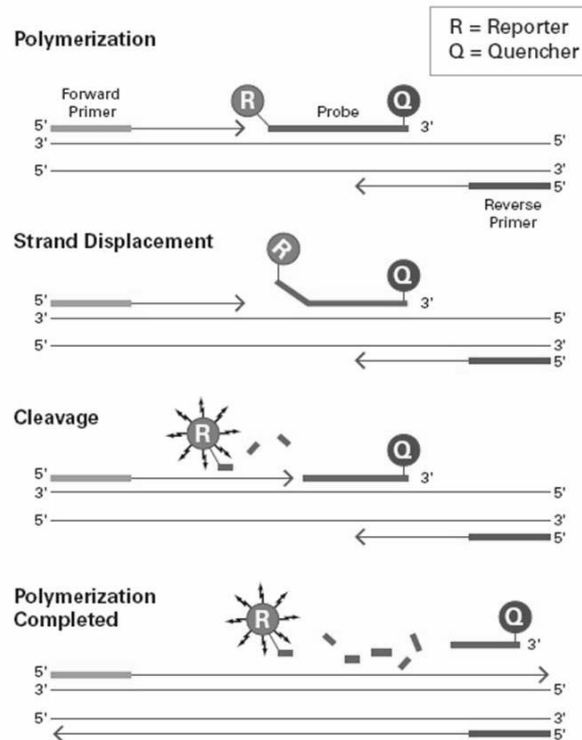 R = Reporter
Q = Quencher
Polymerization
Forward
Primer
R
Probe
Q
5' 3'
3' 5'
5' 3'
5'
Reverse
Primer
Strand Displacement
R
Q
5' 3'
3' 5'
5' 3'
5'
Cleavage
R
Q
5' 3'
3' 5'
5' 3'
5'
Polymerization
Completed
R
Q
3'
5'
3' 5'
5' 3'
5'